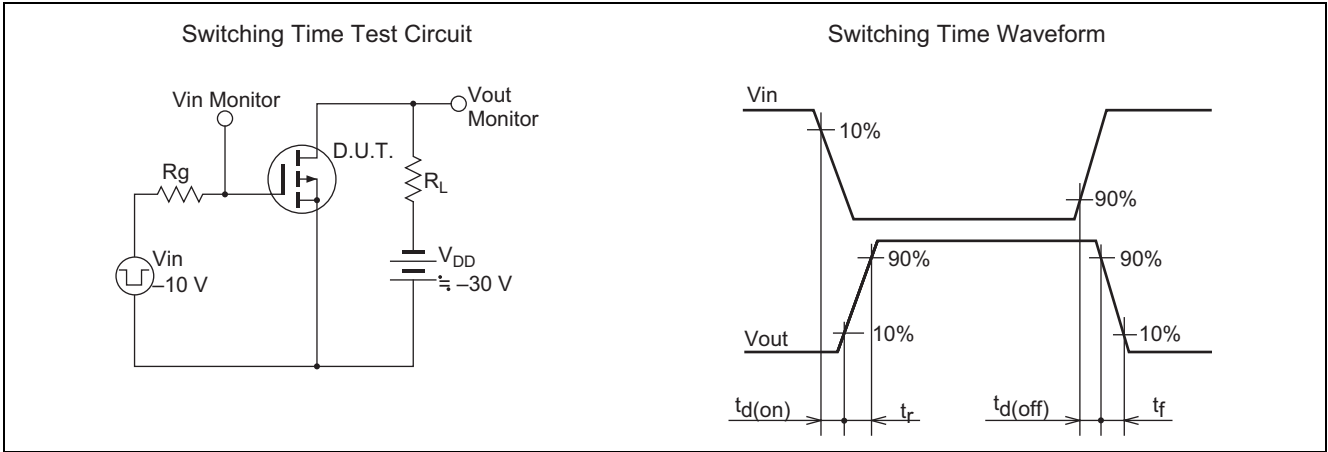 Switching Time Test Circuit
Vin Monitor
Vout
Monitor
D.U.T.
Rg
RL
Vin
–10 V
VDD
≒ –30 V
Switching Time Waveform
Vin
10%
90%
90%
90%
Vout
10%
10%
td(on)
tr
td(off)
tf